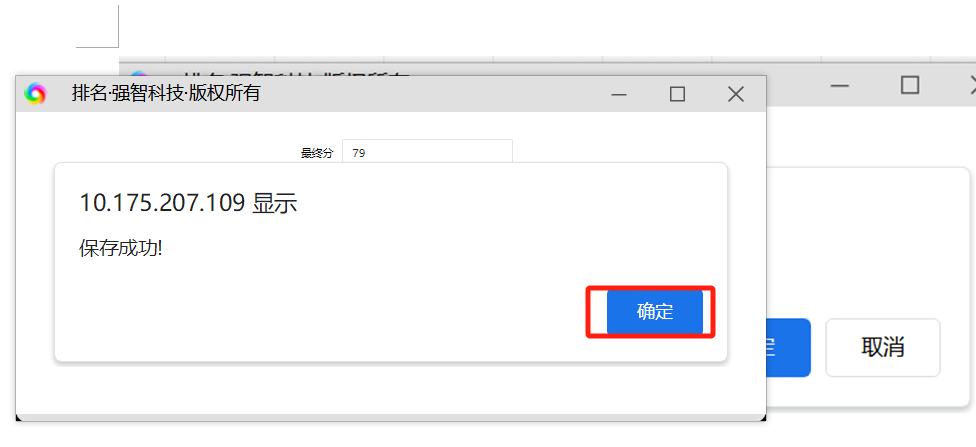 排名·强智科技·版权所有
最终分 79
10.175.207.109 显示
保存成功!
确定
取消